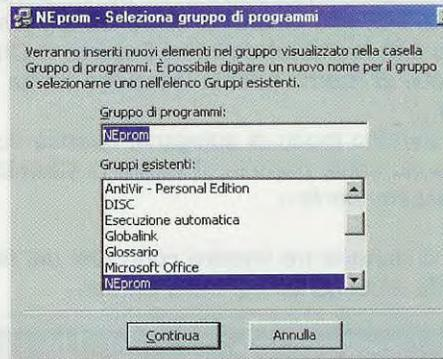 NEprom - Seleziona gruppo di programmi
Verranno inseriti nuovi elementi nel gruppo visualizzato nella casella
Gruppo di programmi. È possibile digitare un nuovo nome per il gruppo
o selezionarne uno nell'elenco Gruppi esistenti.
Gruppo di programmi:
NEprom
Gruppi esistenti:
AntiVir - Personal Edition
DISC
Esecuzione automatica
Globalink
Glossario
Microsoft Office
NEprom
Continua
Annulla